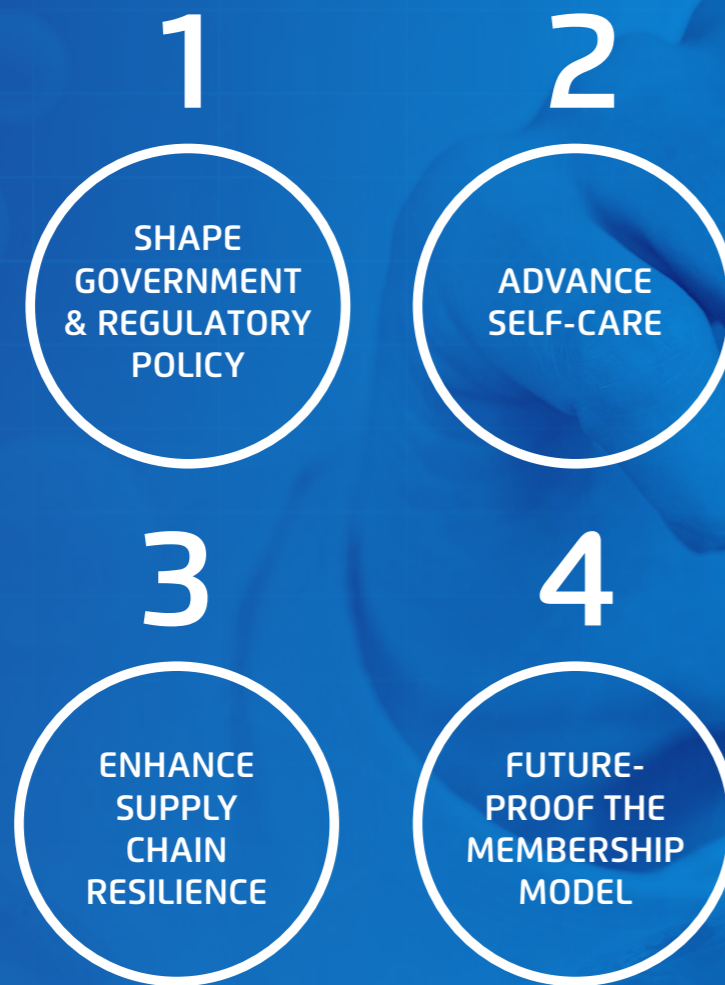 1
SHAPE
GOVERNMENT
& REGULATORY
POLICY
2
ADVANCE
SELF-CARE
3
ENHANCE
SUPPLY
CHAIN
RESILIENCE
4
FUTURE-
PROOF THE
MEMBERSHIP
MODEL